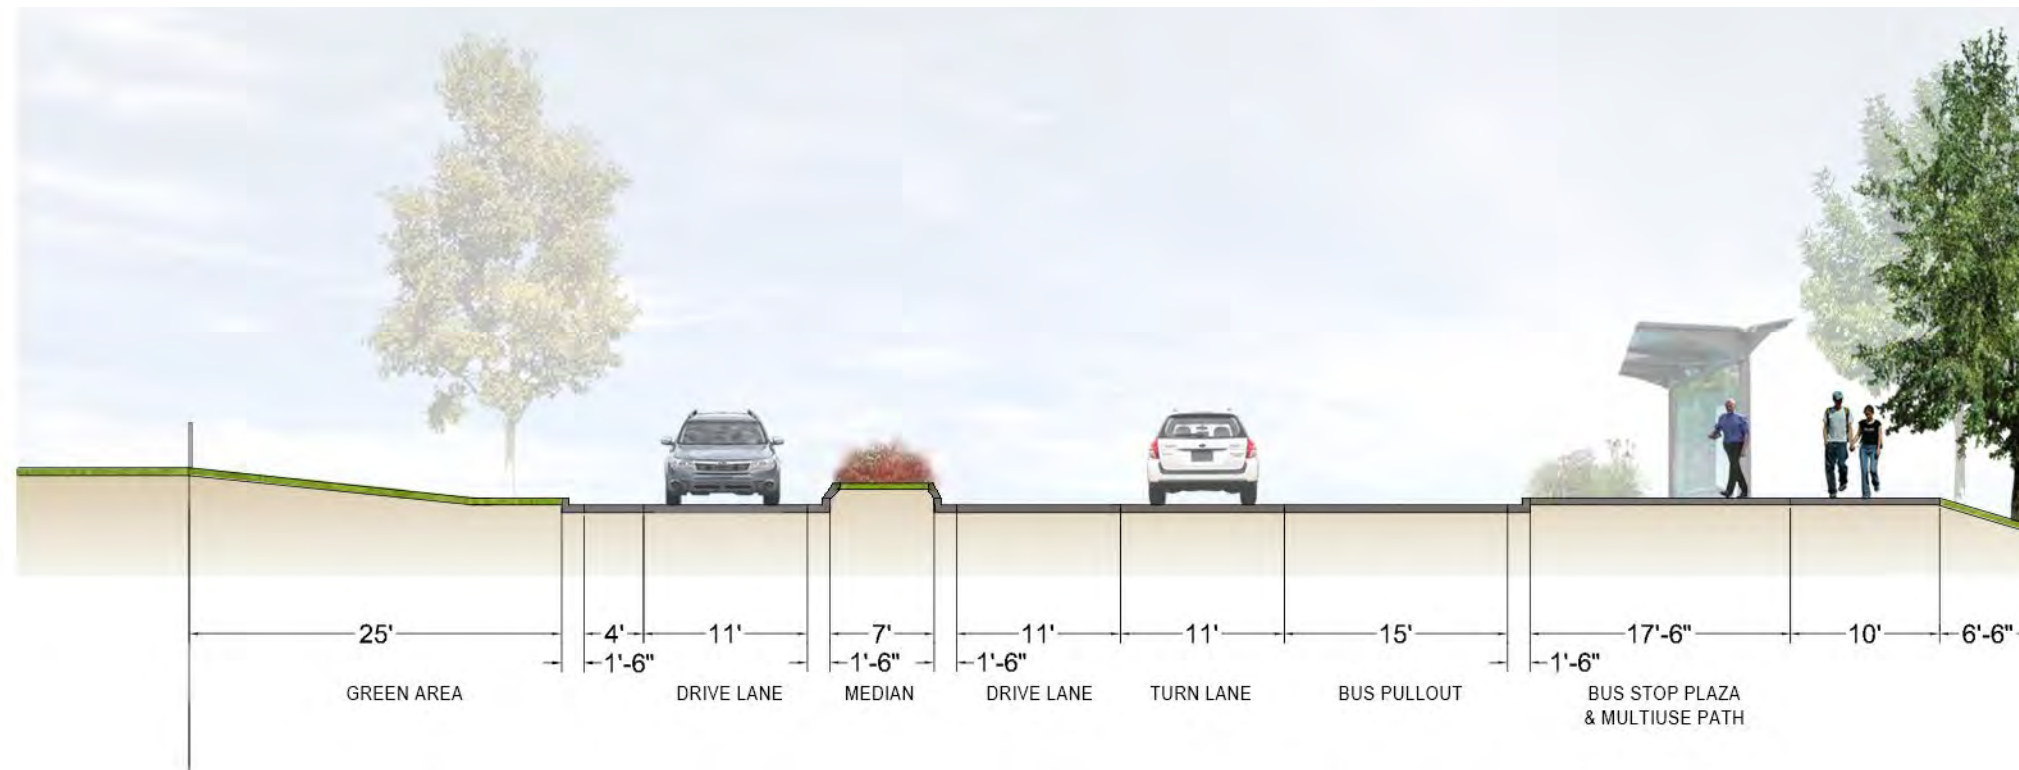 25' 4' 11' 7' 11' 11' 15' 17'-6" 10' 6'-6"
1'-6" 1'-6" 1'-6" 1'-6"
GREEN AREA DRIVE LANE MEDIAN DRIVE LANE TURN LANE BUS PULLOUT BUS STOP PLAZA
& MULTIUSE PATH